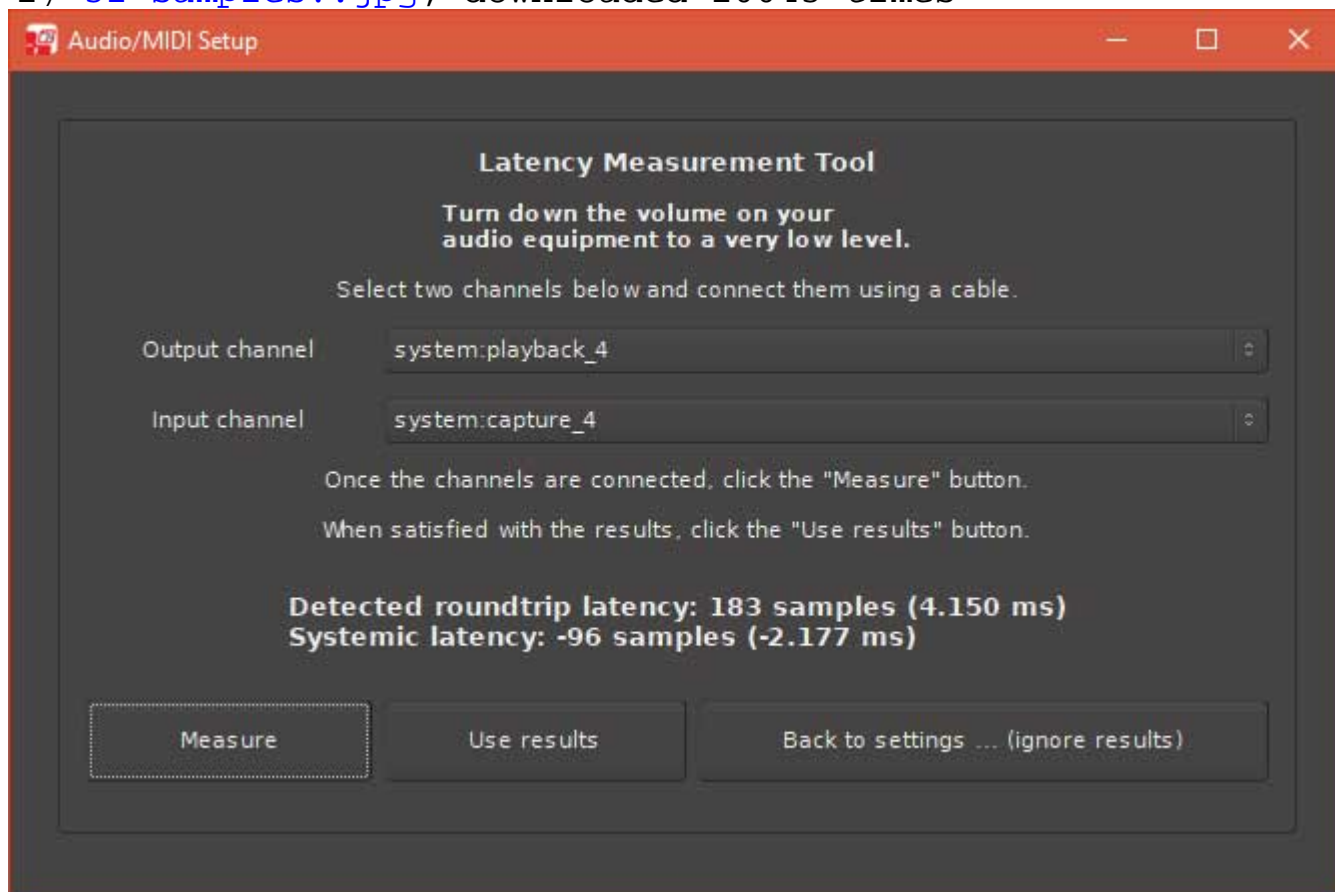 Audio/MIDI Setup
Latency Measurement Tool
Turn down the volume on your
audio equipment to a very low level.
Select two channels below and connect them using a cable.
Output channel system:playback_4
Input channel system:capture_4
Once the channels are connected, click the "Measure" button.
When satisfied with the results, click the "Use results" button.
Detected roundtrip latency: 183 samples (4.150 ms)
Systemic latency: -96 samples (-2.177 ms)
Measure Use results Back to settings ... (ignore results)